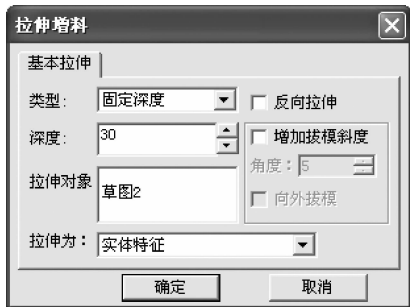 拉伸增料
基本拉伸
类型: 固定深度 反向拉伸
深度: 30 增加拔模斜度
角度：5
拉伸对象 草图2 向外拔模
拉伸为：实体特征
确定 取消